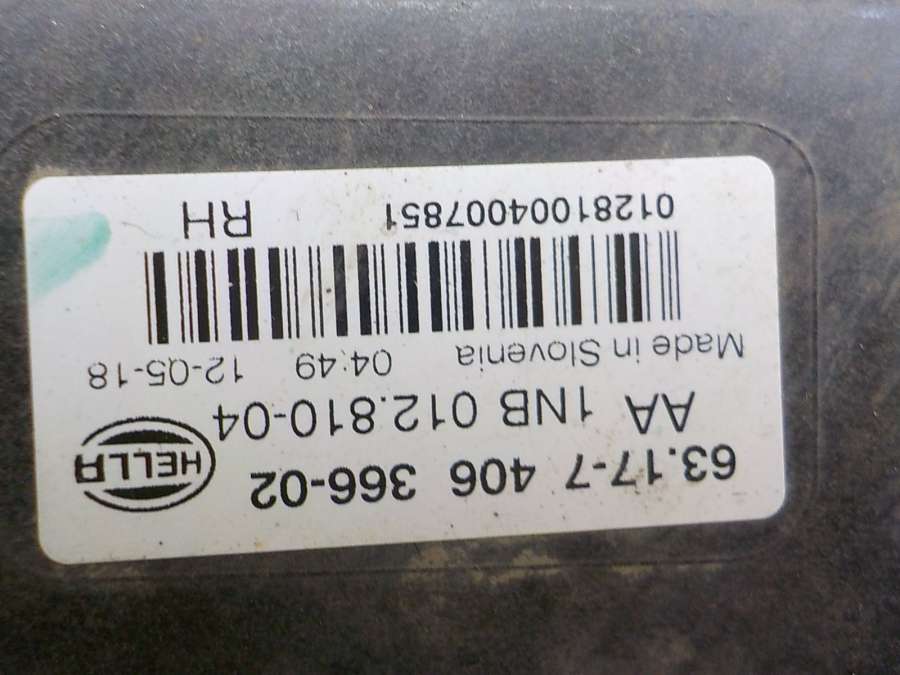 63.17-7 406 366-02
HELLA
AA 1NB 012.810-04
Made in Slovenia 04:49 12-05-18
01281004007851 RH